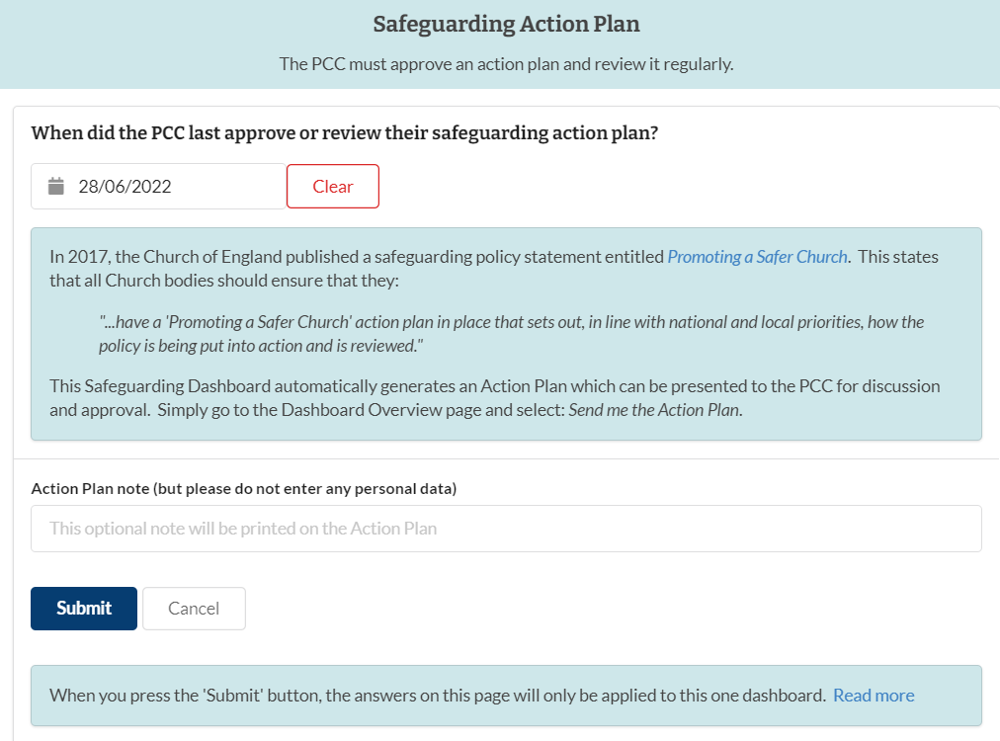 Safeguarding Action Plan
The PCC must approve an action plan and review it regularly.
When did the PCC last approve or review their safeguarding action plan?
28/06/2022 Clear
In 2017, the Church of England published a safeguarding policy statement entitled Promoting a Safer Church. This states
that all Church bodies should ensure that they:
"...have a 'Promoting a Safer Church' action plan in place that sets out, in line with national and local priorities, how the
policy is being put into action and is reviewed."
This Safeguarding Dashboard automatically generates an Action Plan which can be presented to the PCC for discussion
and approval. Simply go to the Dashboard Overview page and select: Send me the Action Plan.
Action Plan note (but please do not enter any personal data)
This optional note will be printed on the Action Plan
Submit Cancel
When you press the 'Submit' button, the answers on this page will only be applied to this one dashboard. Read more